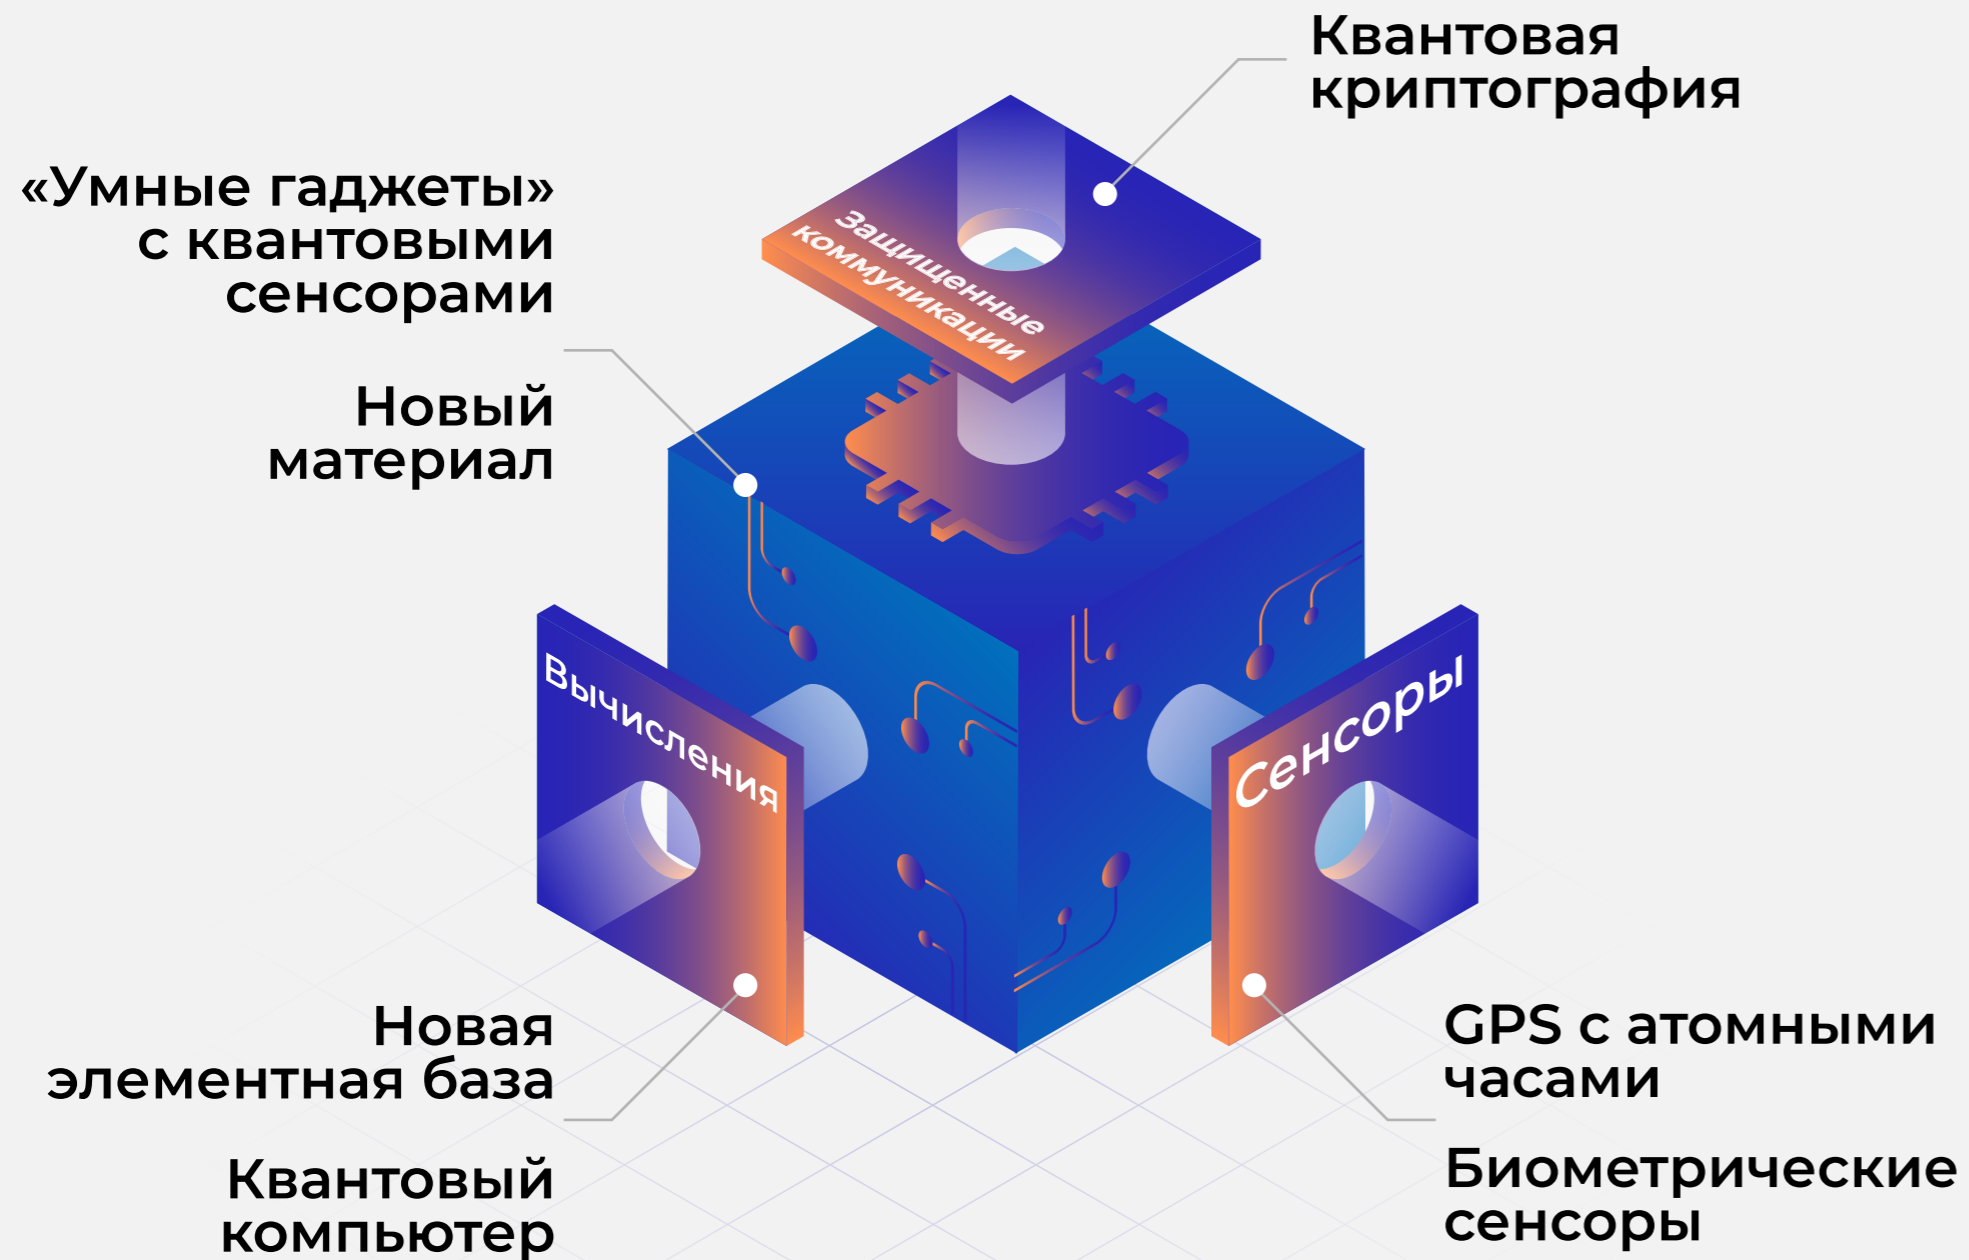 Квантовая
криптография
«Умные гаджеты»
с квантовыми
сенсорами
Новый
материал
Защищенные
коммуникации
Вычисления
Сенсоры
Новая
элементная база
Квантовый
компьютер
GPS с атомными
часами
Биометрические
сенсоры